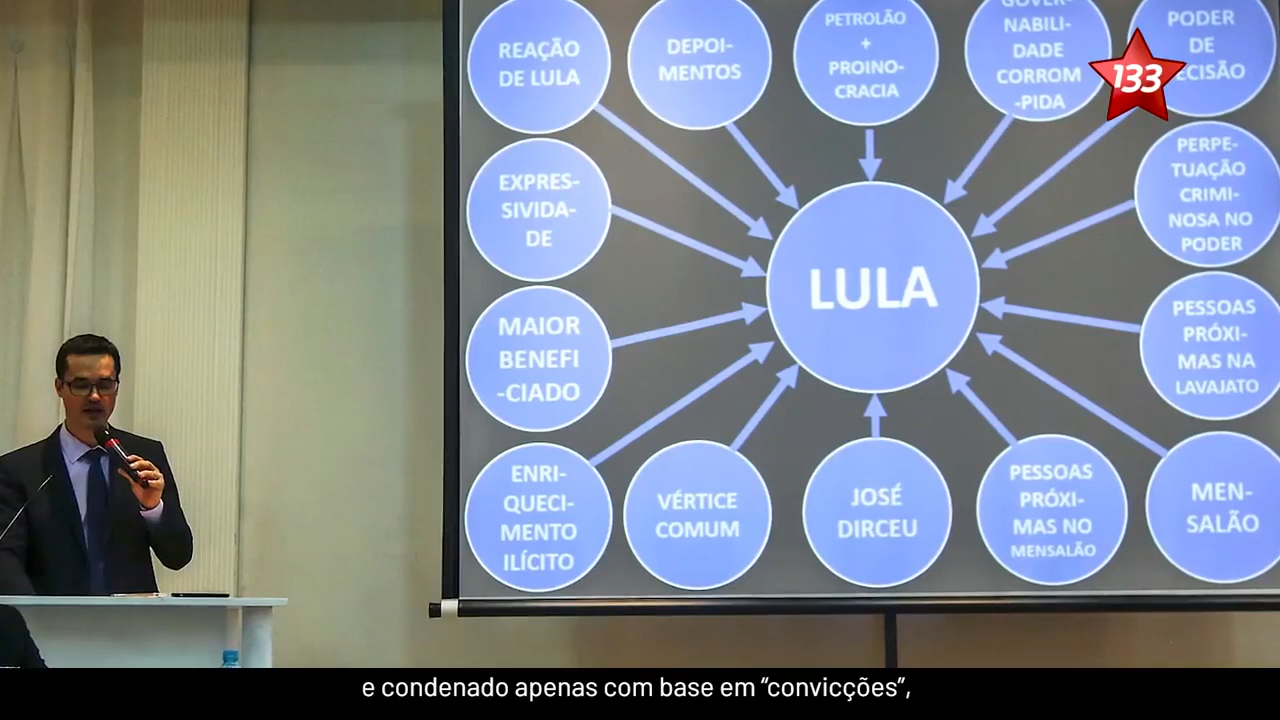 REAÇÃO
DE LULA
DEPOI-
MENTOS
PETROLÃO
+
PROINO-
CRACIA
GOVER-
NABILI-
DADE
CORROM
-PIDA
PODER
DE
133
EXPRES-
SIVIDA-
DE
LULA
PERPE-
TUAÇÃO
CRIMI-
NOSA NO
PODER
MAIOR
BENEFI
-CIADO
PESSOAS
PRÓXI-
MAS NA
LAVAJATO
ENRI-
QUECI-
MENTO
ILÍCITO
VÉRTICE
COMUM
JOSÉ
DIRCEU
PESSOAS
PRÓXI-
MAS NO
MENSALÃO
MEN-
SALÃO
e condenado apenas com base em “convicções”,